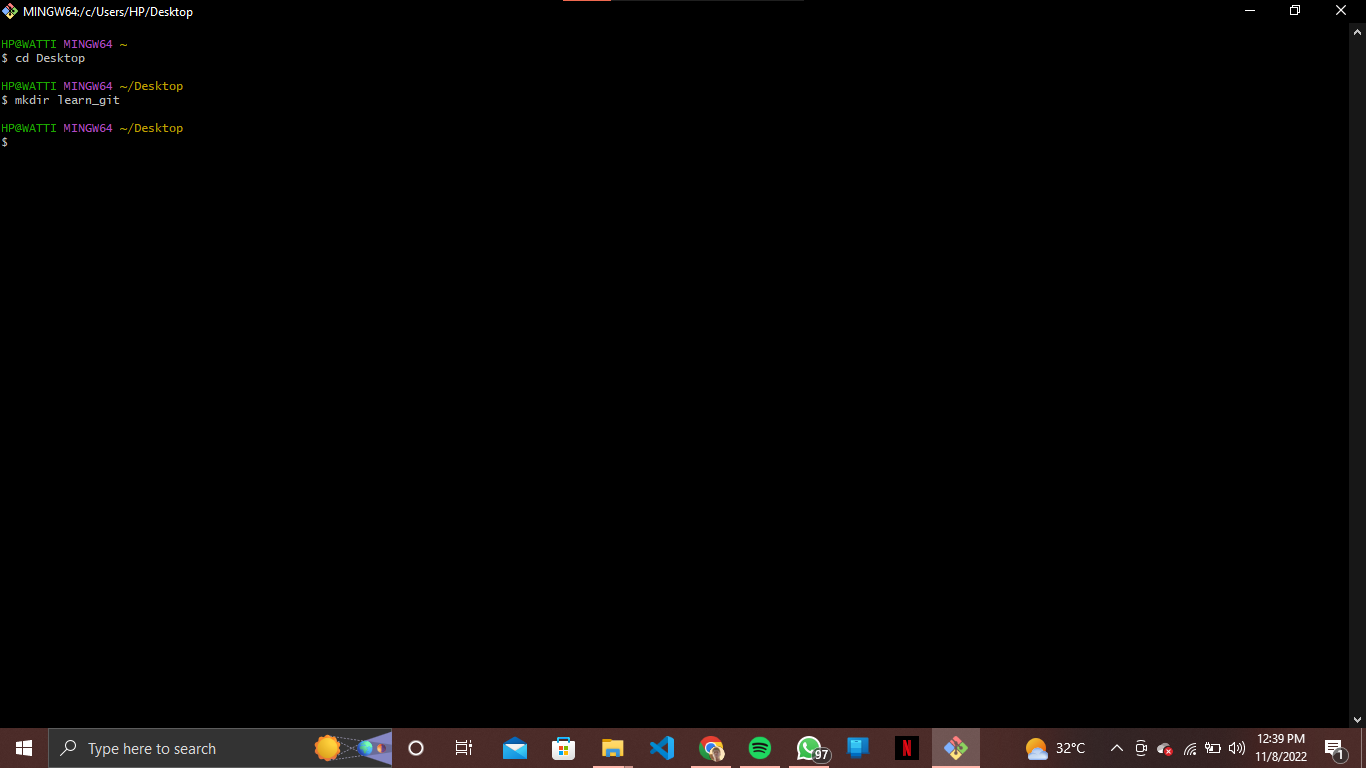 MINGW64:/c/Users/HP/Desktop
HP@WATTI MINGW64 ~
$ cd Desktop
HP@WATTI MINGW64 ~/Desktop
$ mkdir learn_git
HP@WATTI MINGW64 ~/Desktop
$
Type here to search
97
N
32°C
12:39 PM
11/8/2022
1